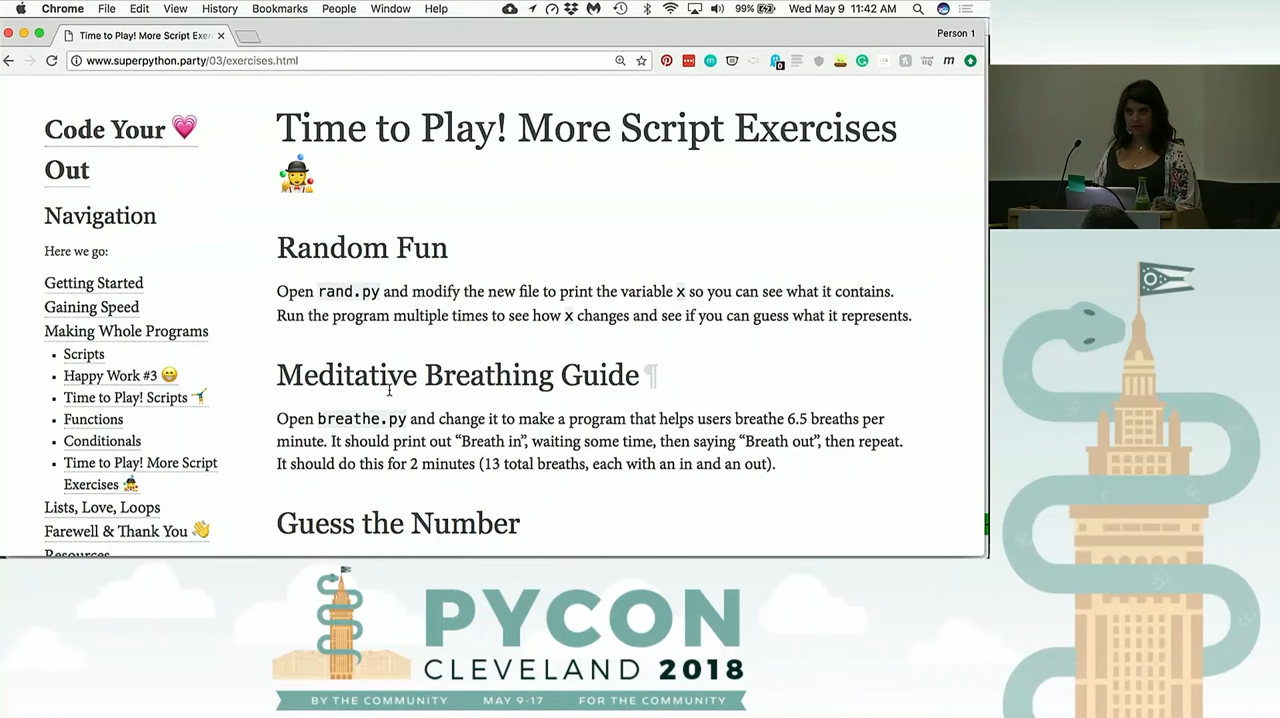 Chrome File Edit View History Bookmarks People Window Help 99% Wed May 9 11:42 AM
Time to Play! More Script Exer
Person 1
www.superpython.party/03/exercises.html
Code Your 💗
Out
Navigation
Here we go:
Getting Started
Gaining Speed
Making Whole Programs
Scripts
Happy Work #3 😁
Time to Play! Scripts 🤸
Functions
Conditionals
Time to Play! More Script
Exercises 🤹
Lists, Love, Loops
Farewell & Thank You 👋
Resources
Time to Play! More Script Exercises
🤹
Random Fun
Open rand.py and modify the new file to print the variable x so you can see what it contains.
Run the program multiple times to see how x changes and see if you can guess what it represents.
Meditative Breathing Guide ¶
Open breathe.py and change it to make a program that helps users breathe 6.5 breaths per
minute. It should print out “Breath in”, waiting some time, then saying “Breath out”, then repeat.
It should do this for 2 minutes (13 total breaths, each with an in and an out).
Guess the Number
PYCON
CLEVELAND 2018
BY THE COMMUNITY MAY 9-17 FOR THE COMMUNITY